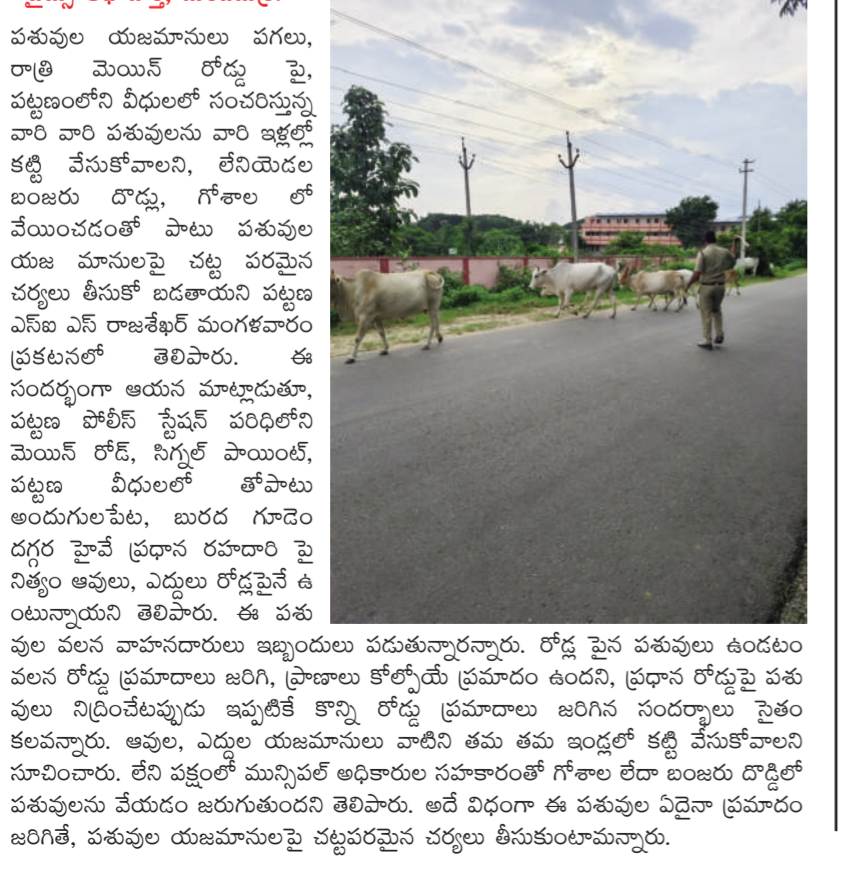 పశువుల యజమానులు పగలు,
రాత్రి మెయిన్ రోడ్డు పై,
పట్టణంలోని వీధులలో సంచరిస్తున్న
వారి వారి పశువులను వారి ఇళ్లల్లో
కట్టి వేసుకోవాలని, లేనియెడల
బంజరు దొడ్లు, గోశాల లో
వేయించడంతో పాటు పశువుల
యజ మానులపై చట్ట పరమైన
చర్యలు తీసుకో బడతాయని పట్టణ
ఎస్ఐ ఎస్ రాజశేఖర్ మంగళవారం
ప్రకటనలో తెలిపారు. ఈ
సందర్భంగా ఆయన మాట్లాడుతూ,
పట్టణ పోలీస్ స్టేషన్ పరిధిలోని
మెయిన్ రోడ్, సిగ్నల్ పాయింట్,
పట్టణ వీధులలో తోపాటు
అందుగులపేట, బురద గూడెం
దగ్గర హైవే ప్రధాన రహదారి పై
నిత్యం ఆవులు, ఎద్దులు రోడ్లపైనే ఉ
ంటున్నాయని తెలిపారు. ఈ పశు
వుల వలన వాహనదారులు ఇబ్బందులు పడుతున్నారన్నారు. రోడ్ల పైన పశువులు ఉండటం
వలన రోడ్డు ప్రమాదాలు జరిగి, ప్రాణాలు కోల్పోయే ప్రమాదం ఉందని, ప్రధాన రోడ్డుపై పశు
వులు నిద్రించేటప్పుడు ఇప్పటికే కొన్ని రోడ్డు ప్రమాదాలు జరిగిన సందర్భాలు సైతం
కలవన్నారు. ఆవుల, ఎద్దుల యజమానులు వాటిని తమ తమ ఇండ్లలో కట్టి వేసుకోవాలని
సూచించారు. లేని పక్షంలో మున్సిపల్ అధికారుల సహకారంతో గోశాల లేదా బంజరు దొడ్డిలో
పశువులను వేయడం జరుగుతుందని తెలిపారు. అదే విధంగా ఈ పశువుల ఏదైనా ప్రమాదం
జరిగితే, పశువుల యజమానులపై చట్టపరమైన చర్యలు తీసుకుంటామన్నారు.